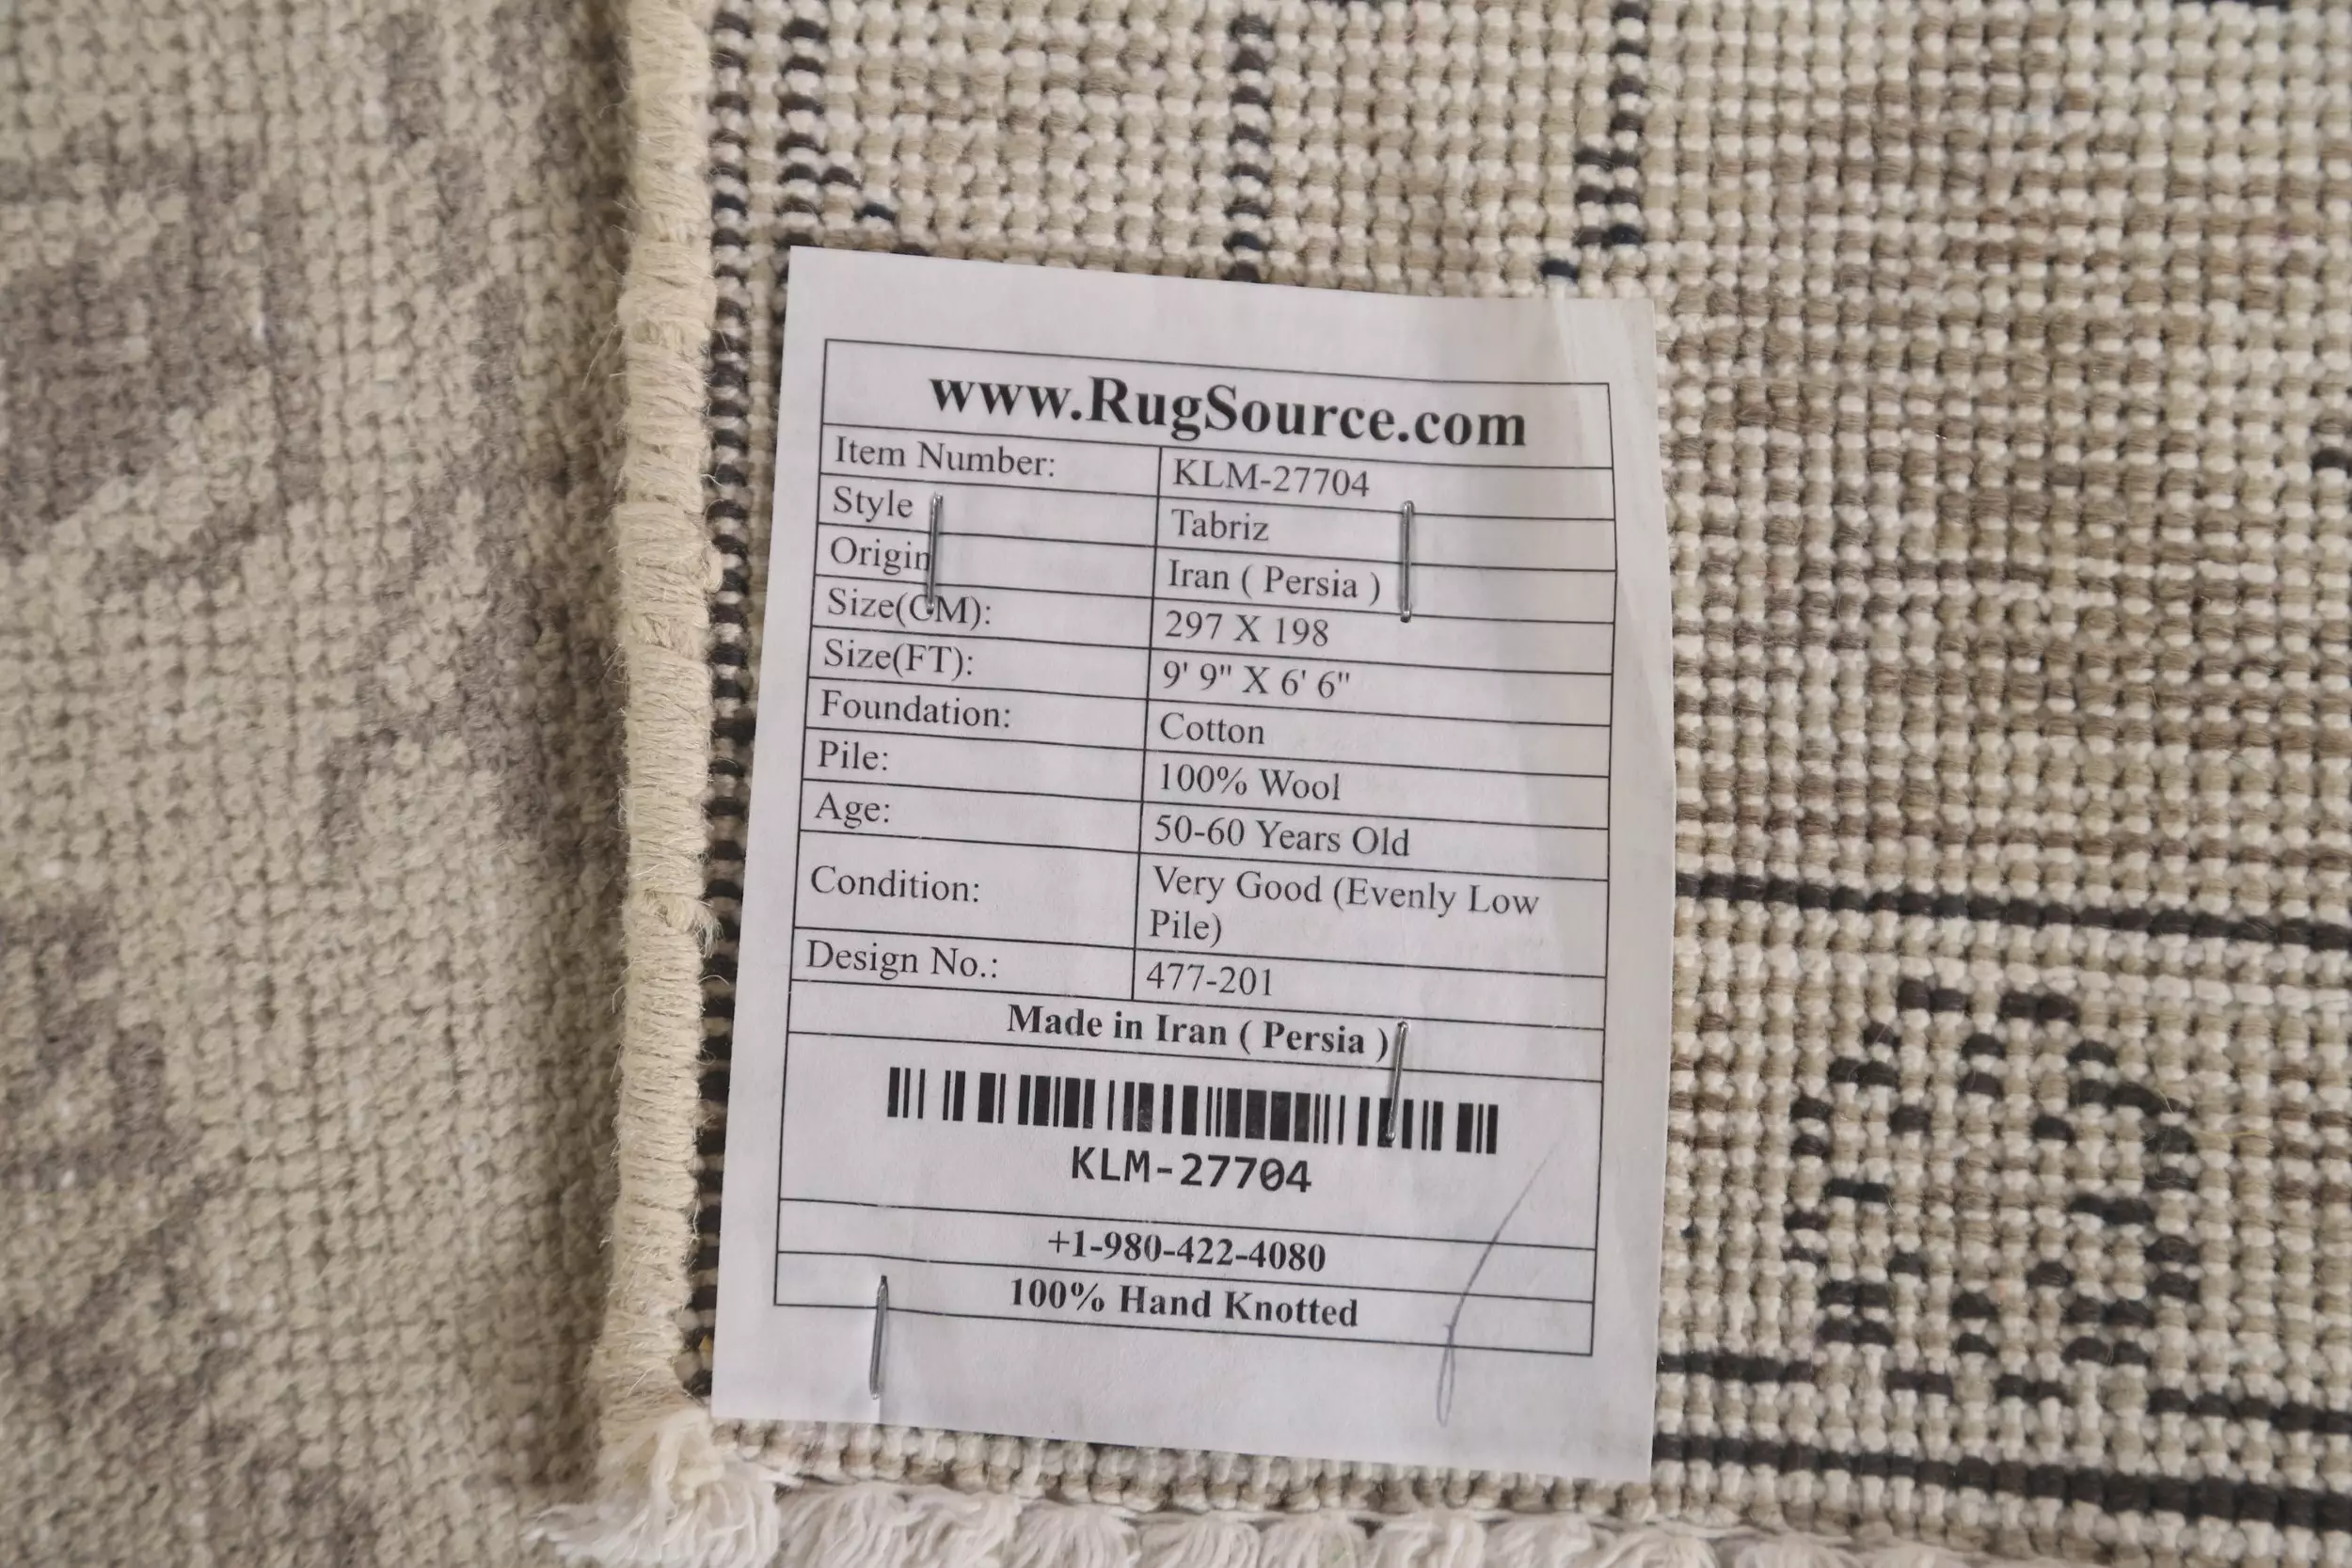 www.RugSource.com
Item Number: KLM-27704
Style Tabriz
Origin Iran ( Persia )
Size(CM): 297 X 198
Size(FT): 9' 9" X 6' 6"
Foundation: Cotton
Pile: 100% Wool
Age: 50-60 Years Old
Condition: Very Good (Evenly Low
Pile)
Design No.: 477-201
Made in Iran ( Persia )
KLM-27704
+1-980-422-4080
100% Hand Knotted